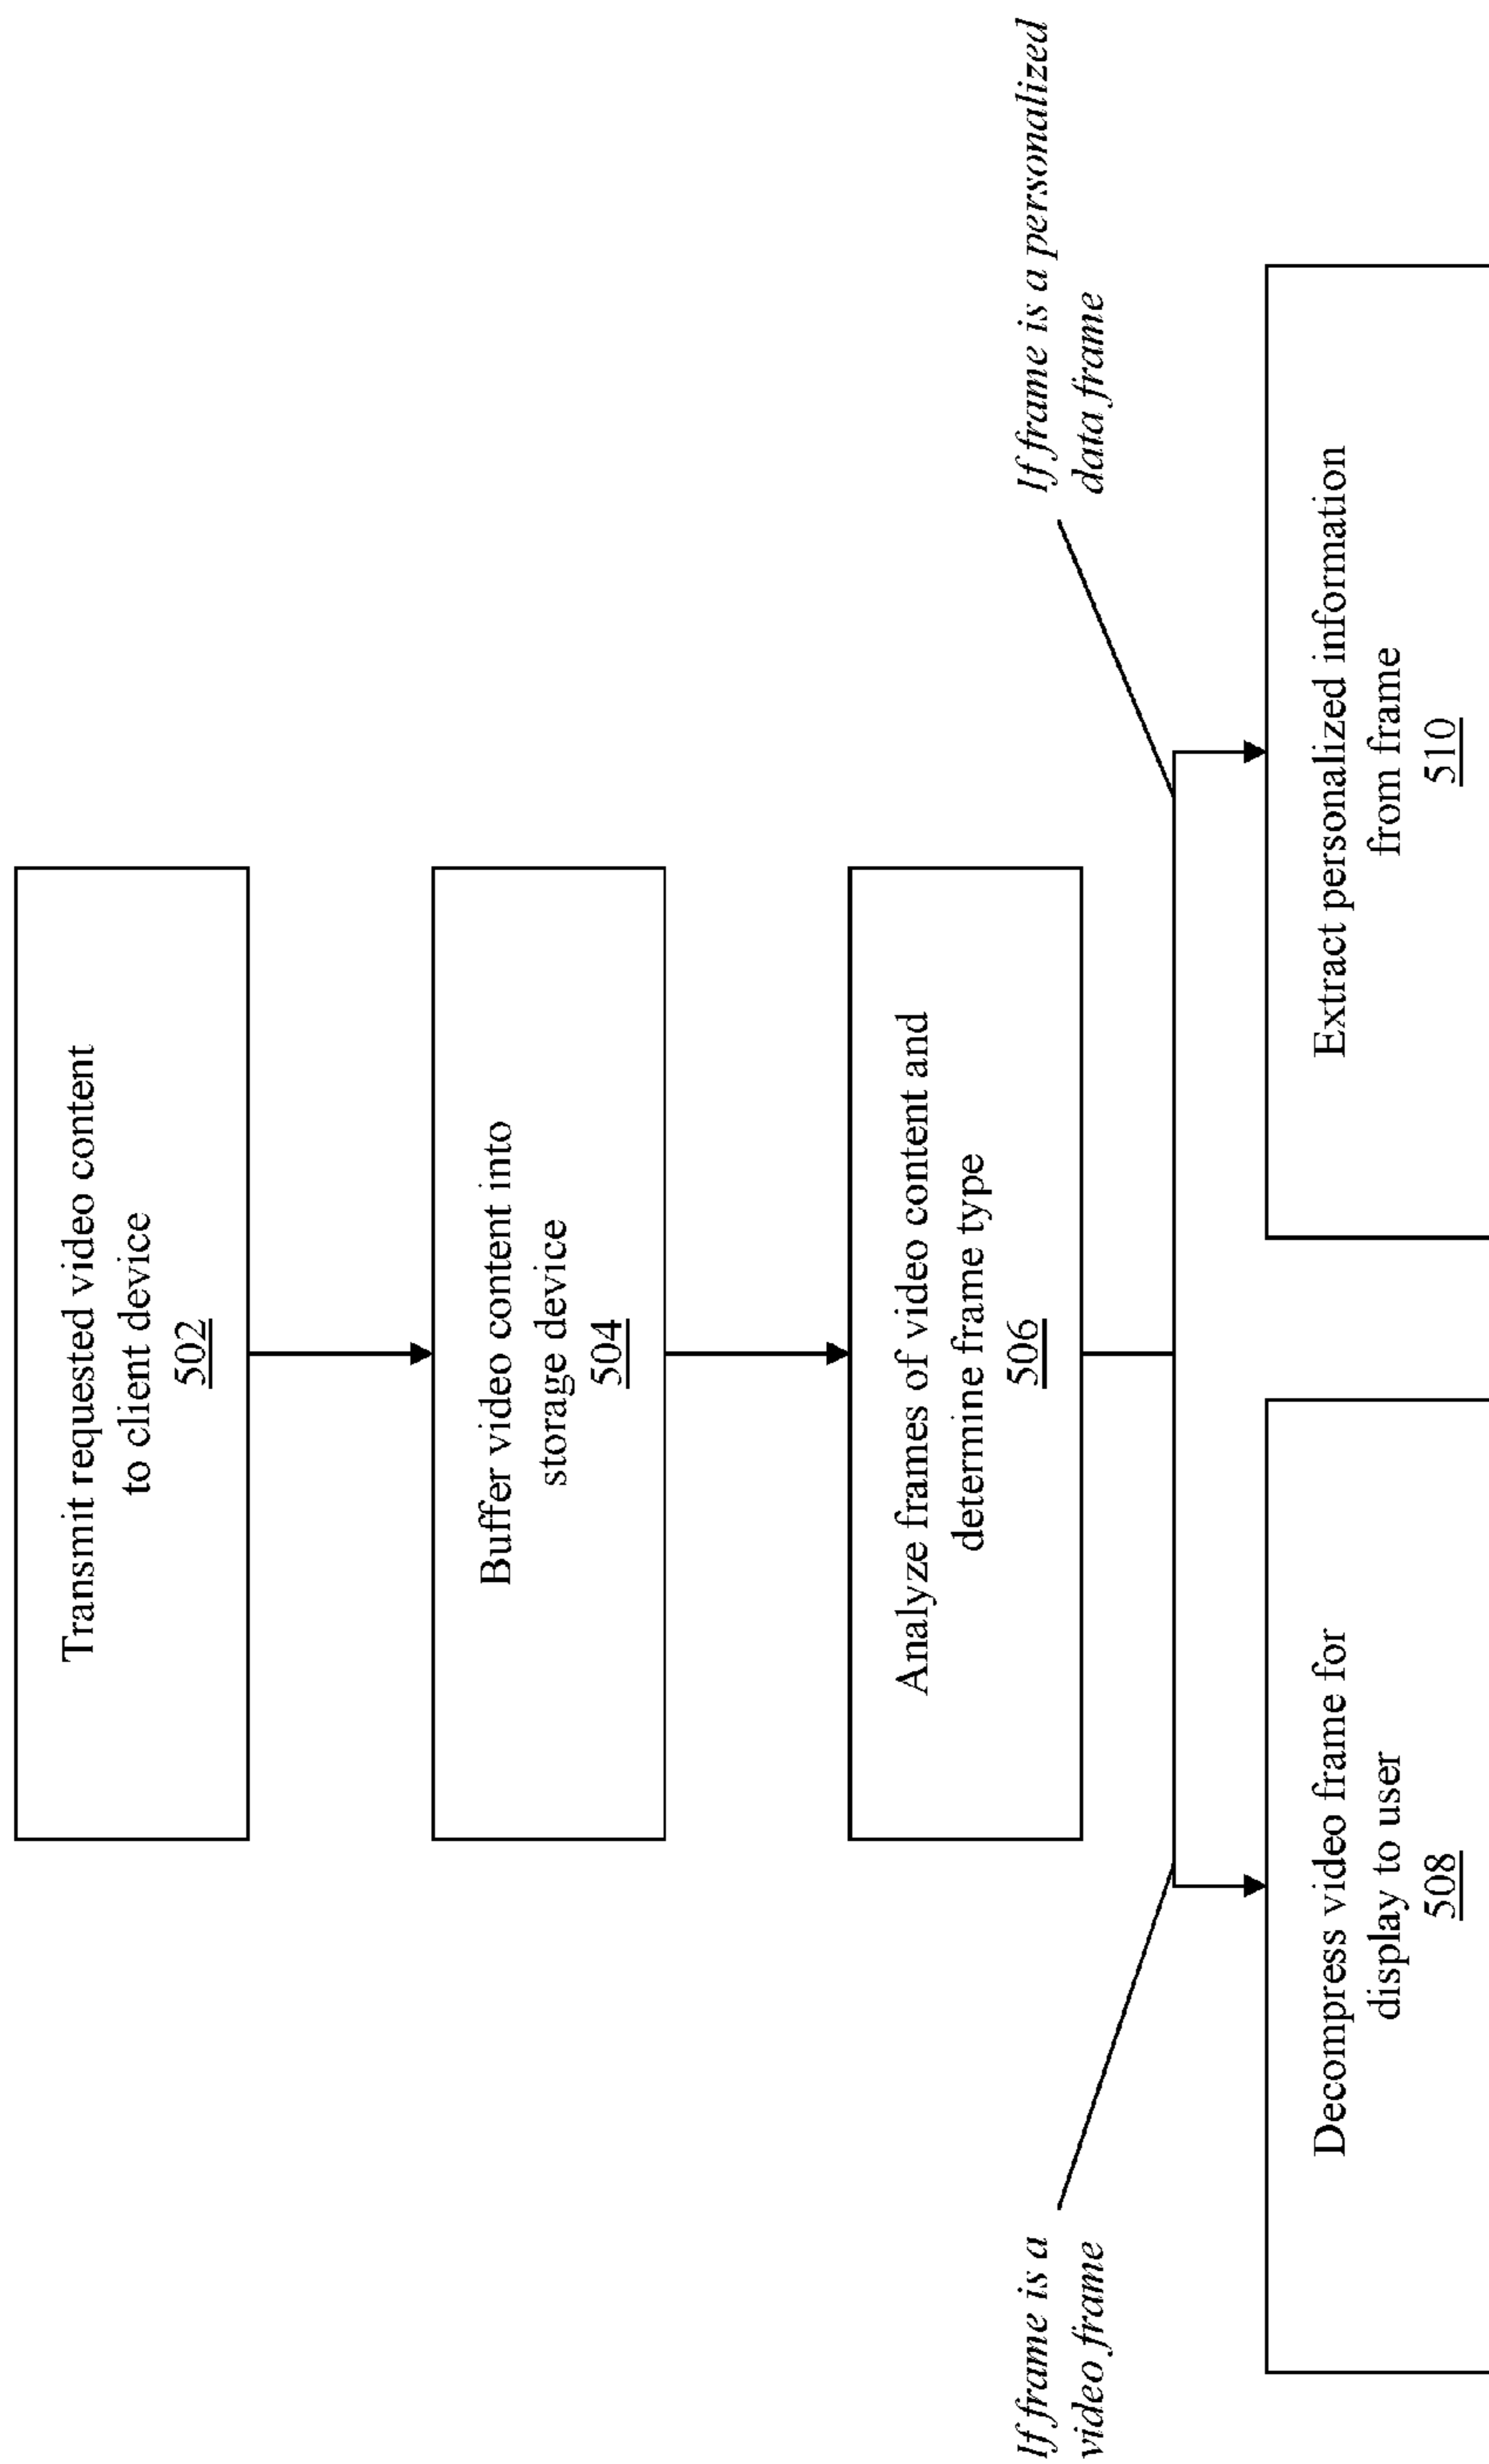 Transmit requested video content
to client device
502
Buffer video content into
storage device
504
Analyze frames of video content and
determine frame type
506
If frame is a
video frame
If frame is a personalized
data frame
Decompress video frame for
display to user
508
Extract personalized information
from frame
510